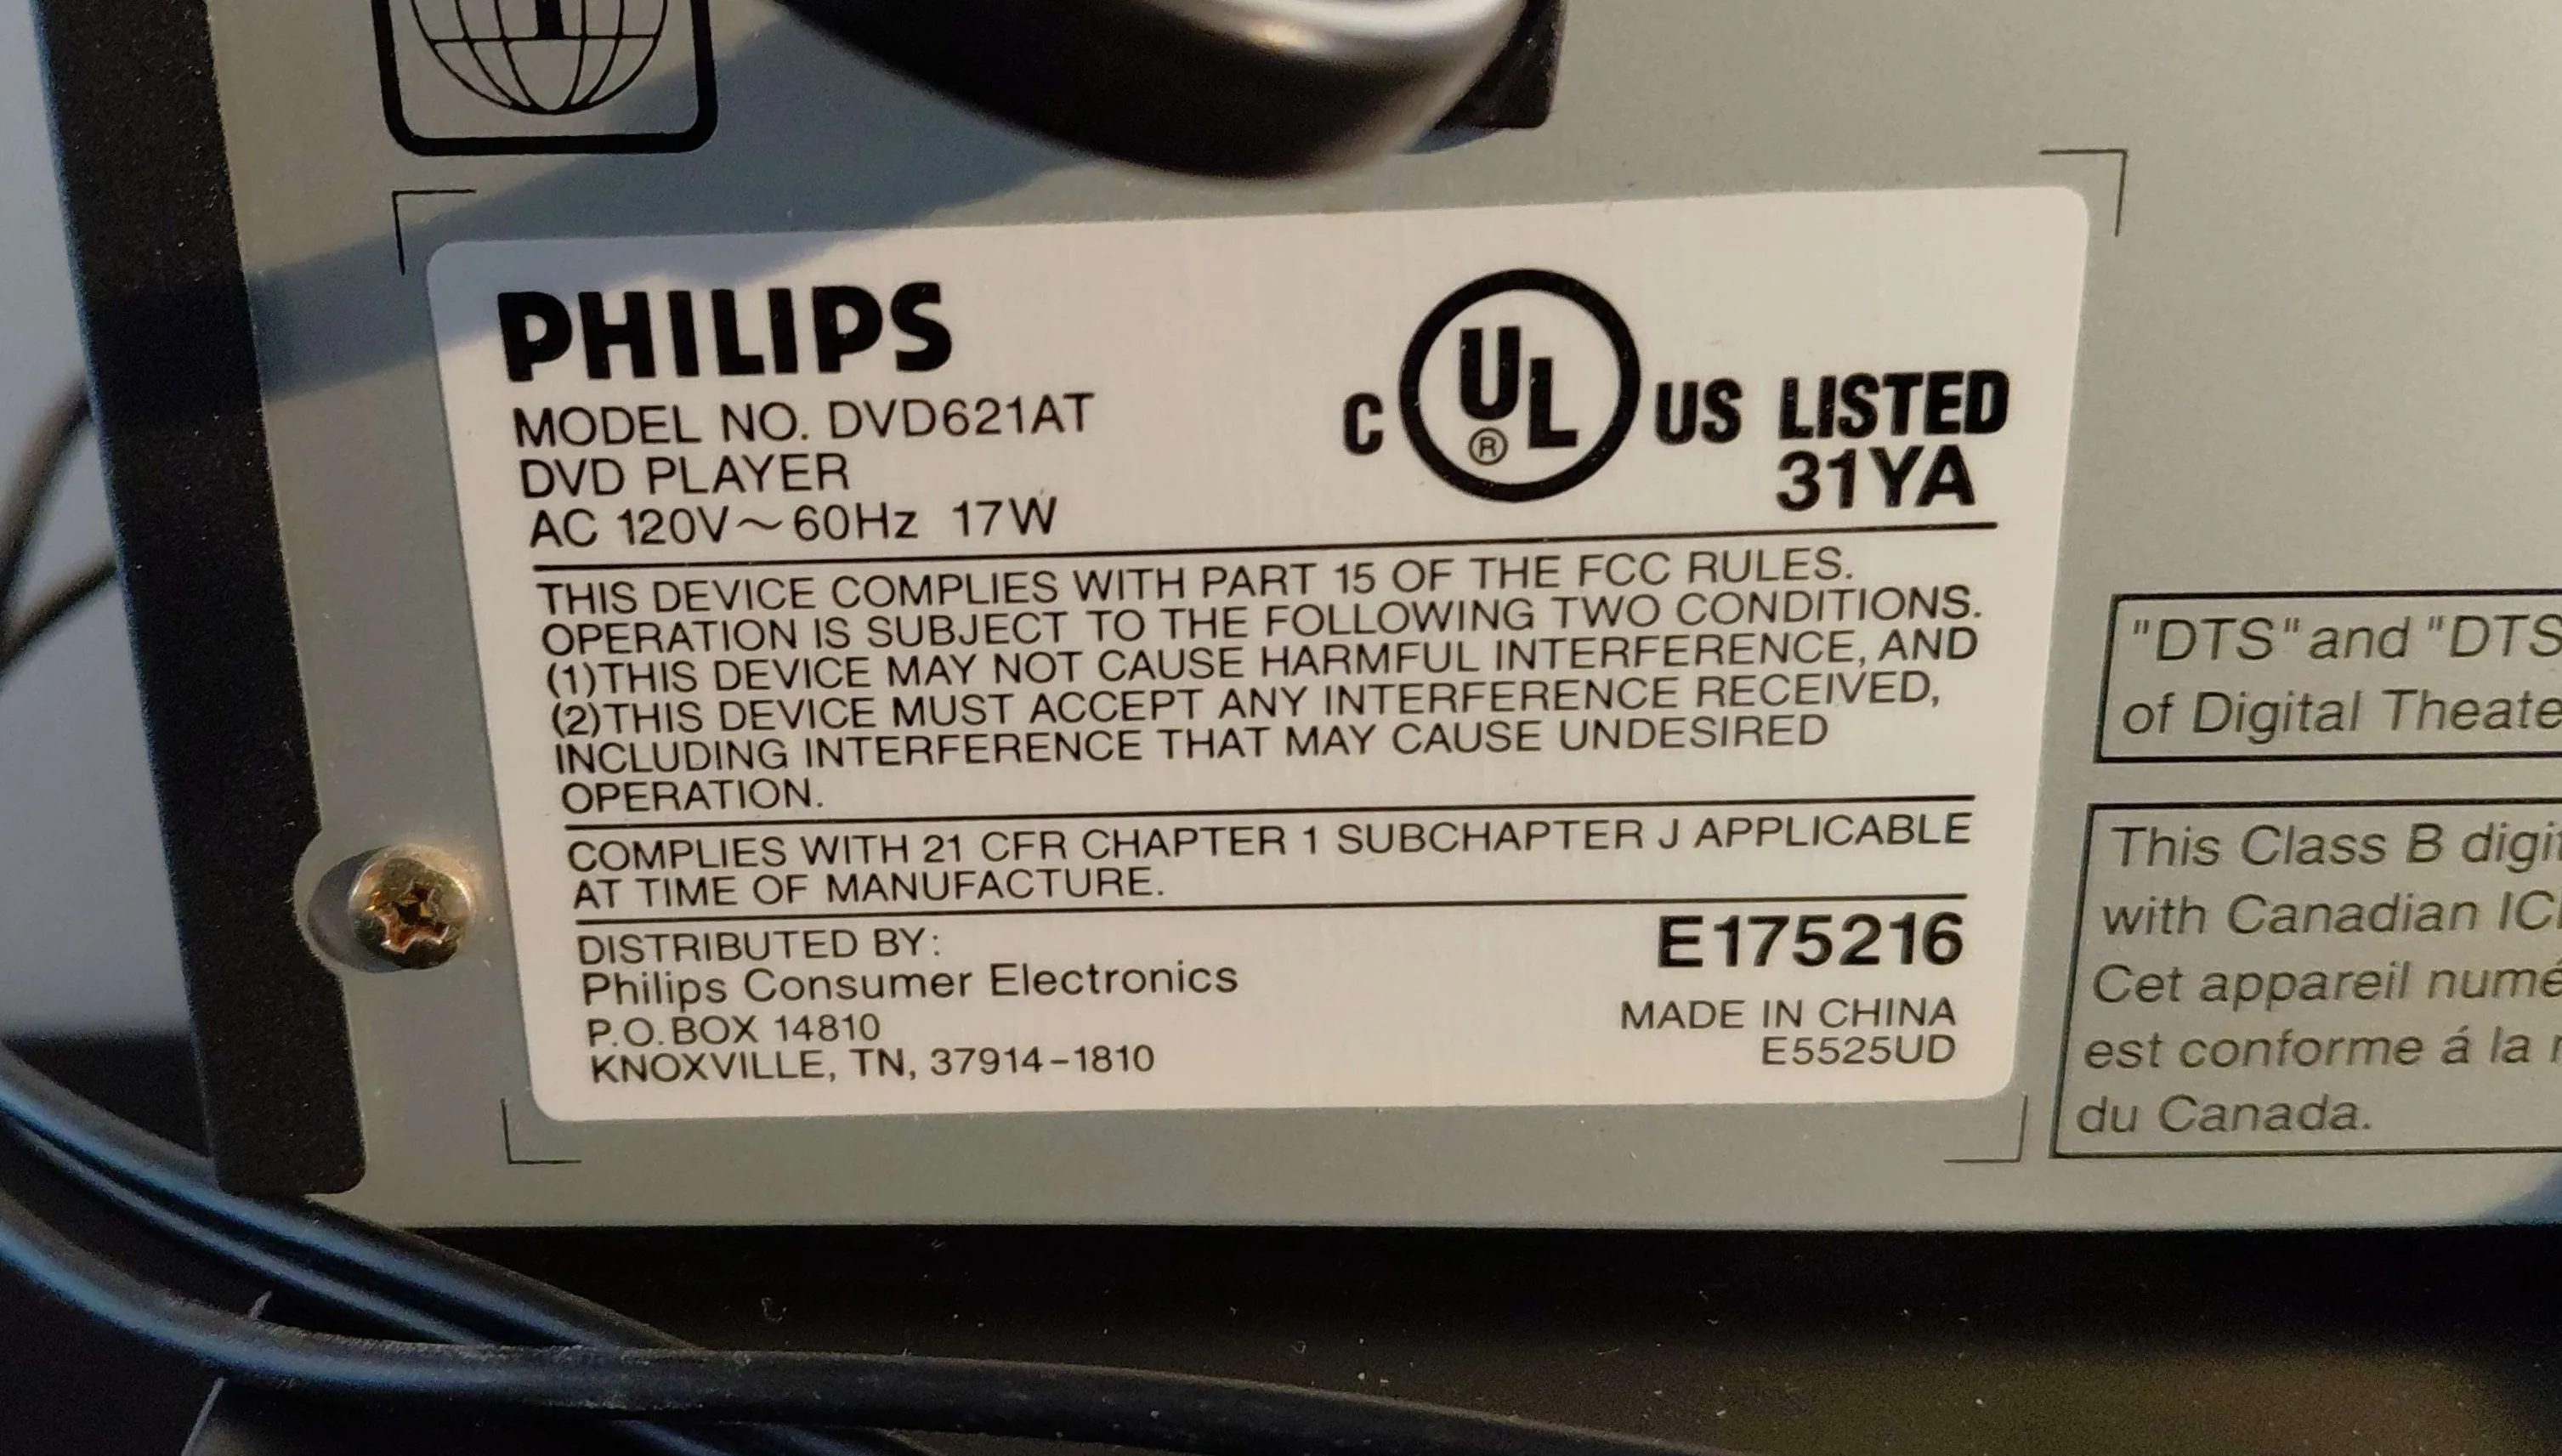 1
PHILIPS
MODEL NO. DVD621AT
DVD PLAYER
AC 120V～60Hz 17W
C UL® US LISTED
31YA
THIS DEVICE COMPLIES WITH PART 15 OF THE FCC RULES.
OPERATION IS SUBJECT TO THE FOLLOWING TWO CONDITIONS.
(1)THIS DEVICE MAY NOT CAUSE HARMFUL INTERFERENCE, AND
(2)THIS DEVICE MUST ACCEPT ANY INTERFERENCE RECEIVED,
INCLUDING INTERFERENCE THAT MAY CAUSE UNDESIRED
OPERATION.
COMPLIES WITH 21 CFR CHAPTER 1 SUBCHAPTER J APPLICABLE
AT TIME OF MANUFACTURE.
DISTRIBUTED BY:
Philips Consumer Electronics
P.O.BOX 14810
KNOXVILLE, TN, 37914-1810
E175216
MADE IN CHINA
E5525UD
"DTS" and "DTS
of Digital Theate
This Class B digit
with Canadian IC
Cet appareil numé
est conforme á la
du Canada.